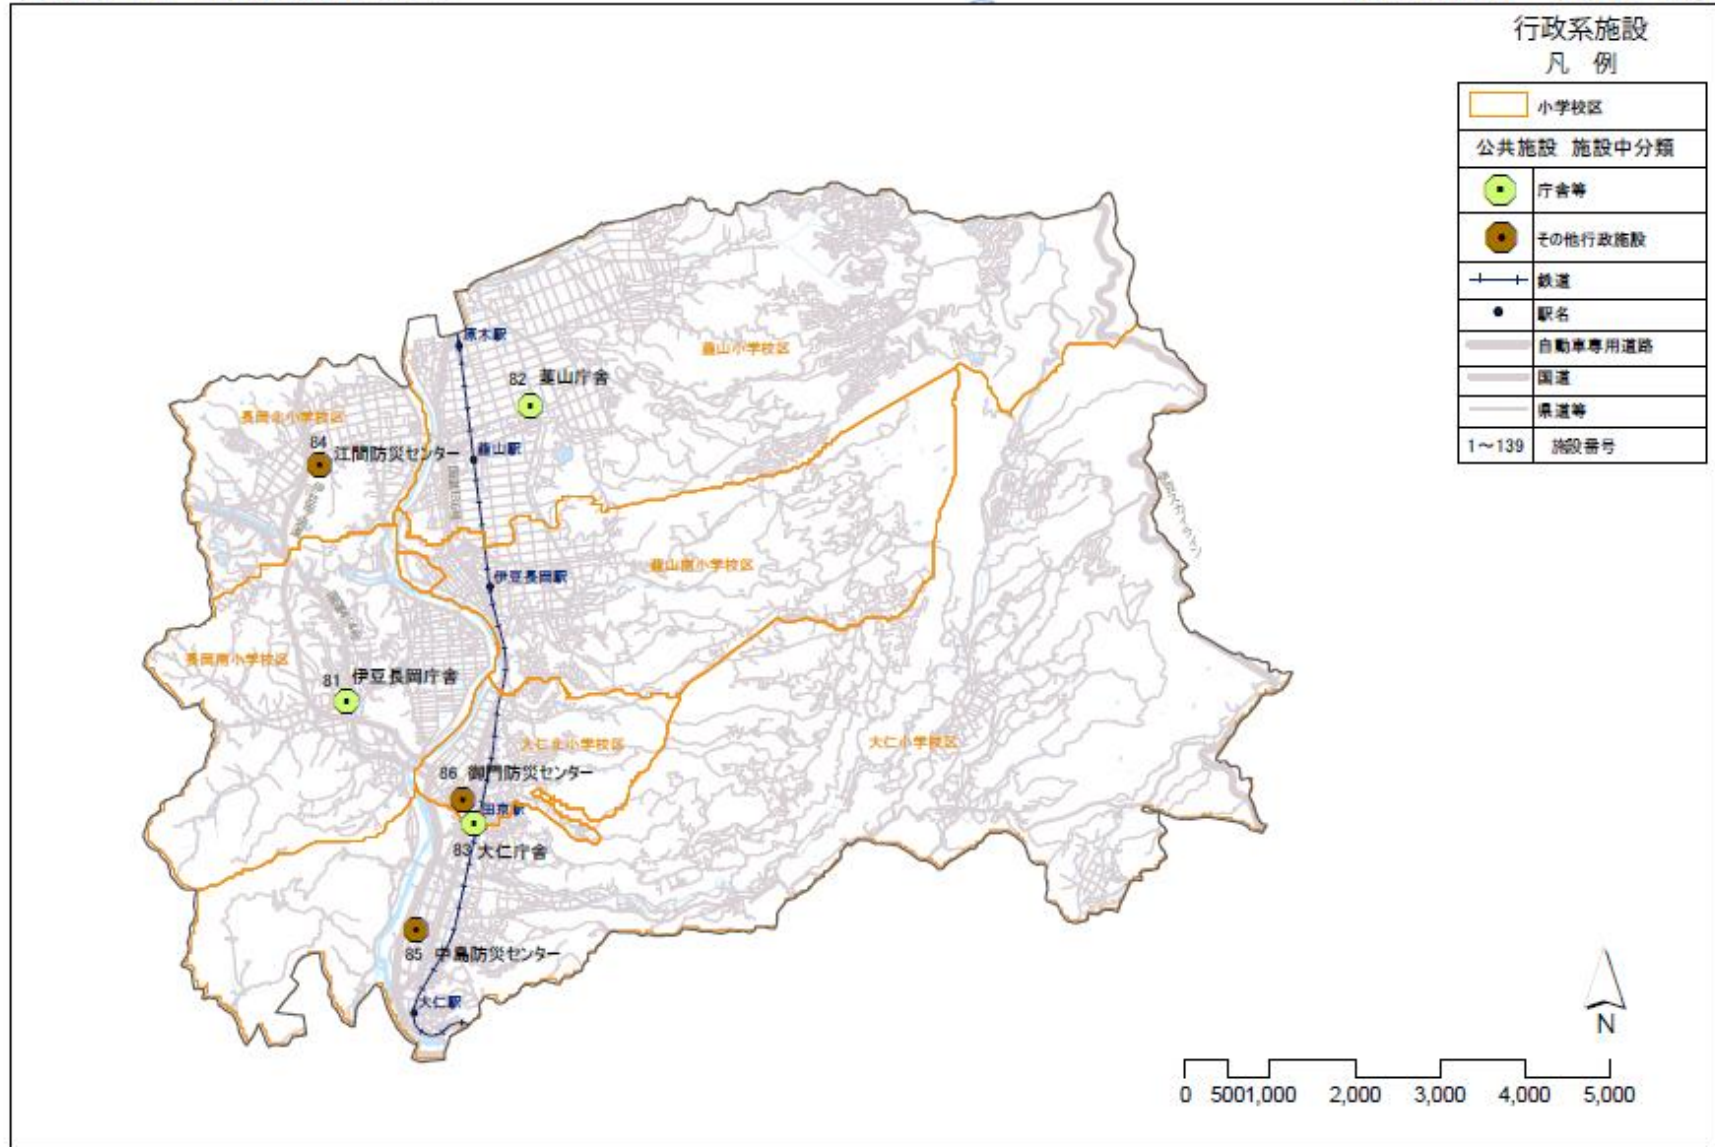 行政系施設
凡 例
小学校区
公共施設 施設中分類
庁舎等
その他行政施設
鉄道
駅名
自動車専用道路
国道
県道等
1～139 施設番号
原木駅
韮山小学校区
82 韮山庁舎
長岡北小学校区
84
江間防災センター
韮山駅
伊豆長岡駅
韮山南小学校区
長岡南小学校区
81 伊豆長岡庁舎
大仁北小学校区
大仁小学校区
86 御門防災センター
田京駅
83 大仁庁舎
85 中島防災センター
大仁駅
N
0 5001,000 2,000 3,000 4,000 5,000